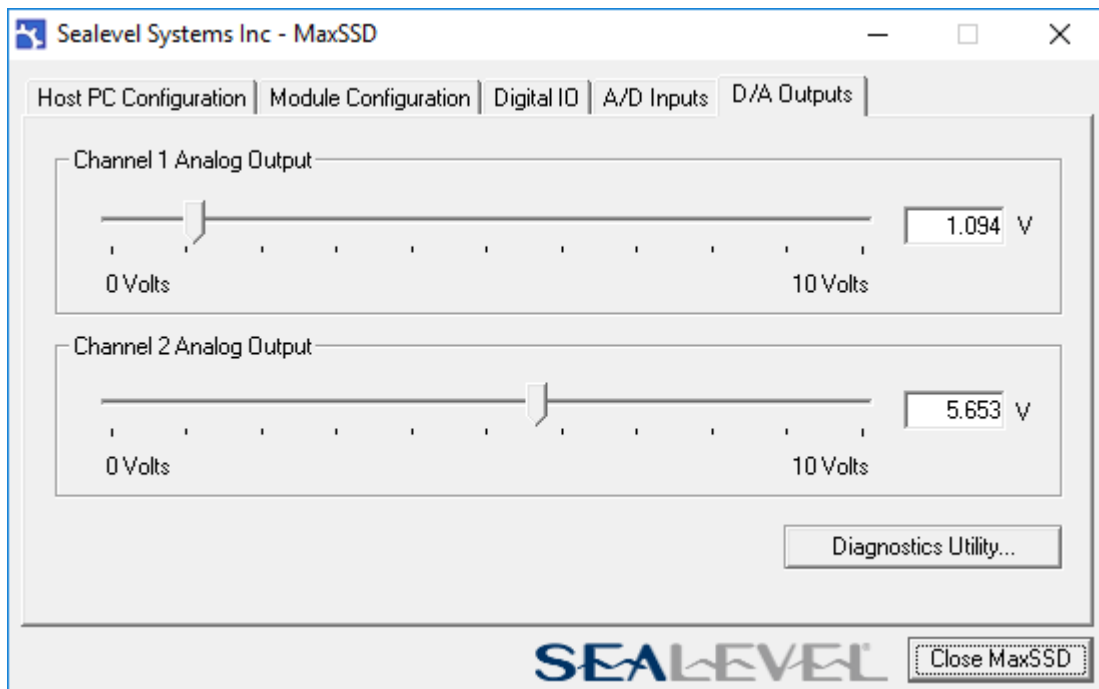 Sealevel Systems Inc - MaxSSD
Host PC Configuration
Module Configuration
Digital IO
A/D Inputs
D/A Outputs
Channel 1 Analog Output
1.094 V
0 Volts
10 Volts
Channel 2 Analog Output
5.653 V
0 Volts
10 Volts
Diagnostics Utility...
SEALEVEL
Close MaxSSD